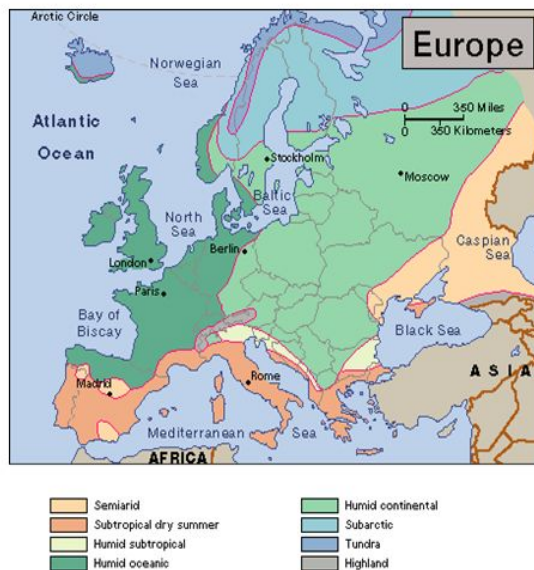 Arctic Circle
Norwegian
Sea
Europe
0 350 Miles
0 350 Kilometers
Atlantic
Ocean
Stockholm
Moscow
Baltic
Sea
North
Sea
Berlin
London
Caspian
Sea
Paris
Bay of
Biscay
Black Sea
Madrid
Rome
ASIA
Mediterranean Sea
AFRICA
Semiarid
Subtropical dry summer
Humid subtropical
Humid oceanic
Humid continental
Subarctic
Tundra
Highland